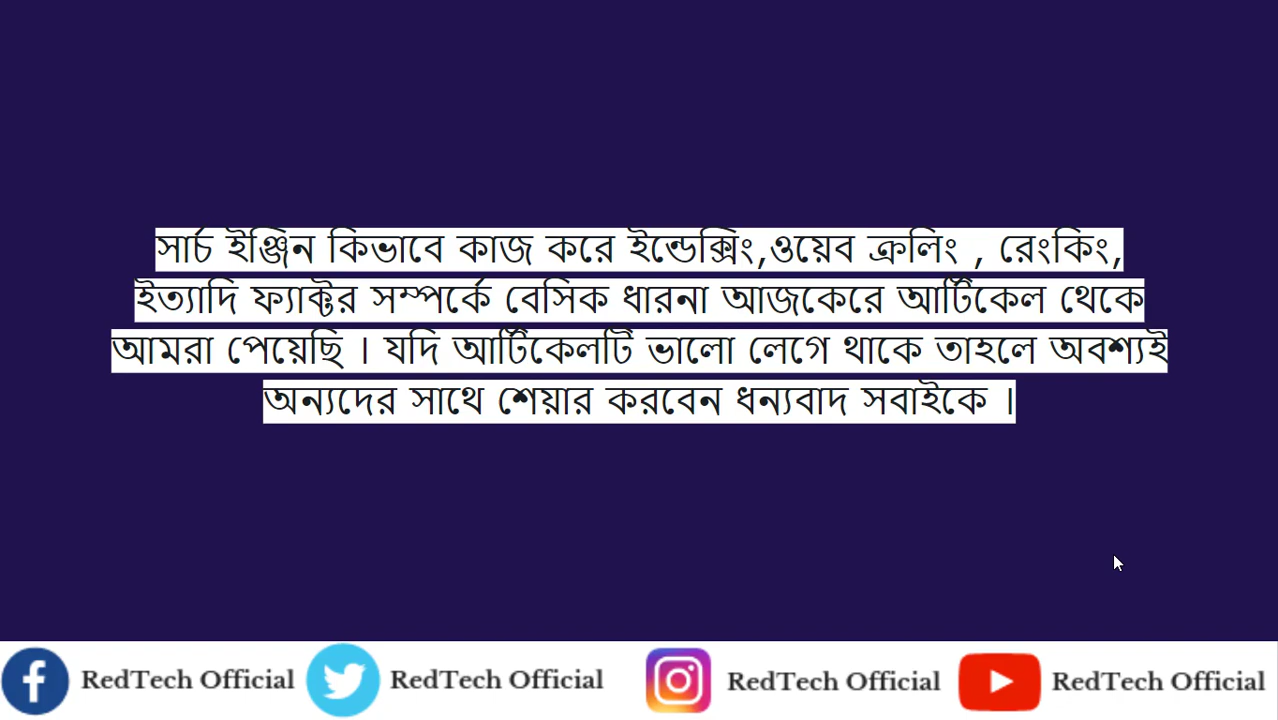 সার্চ ইঞ্জিন কিভাবে কাজ করে ইন্ডেক্সিং,ওয়েব ক্রলিং , রেংকিং,
ইত্যাদি ফ্যাক্টর সম্পর্কে বেসিক ধারনা আজকেরে আর্টিকেল থেকে
আমরা পেয়েছি । যদি আর্টিকেলটি ভালো লেগে থাকে তাহলে অবশ্যই
অন্যদের সাথে শেয়ার করবেন ধন্যবাদ সবাইকে ।
RedTech Official RedTech Official RedTech Official RedTech Official